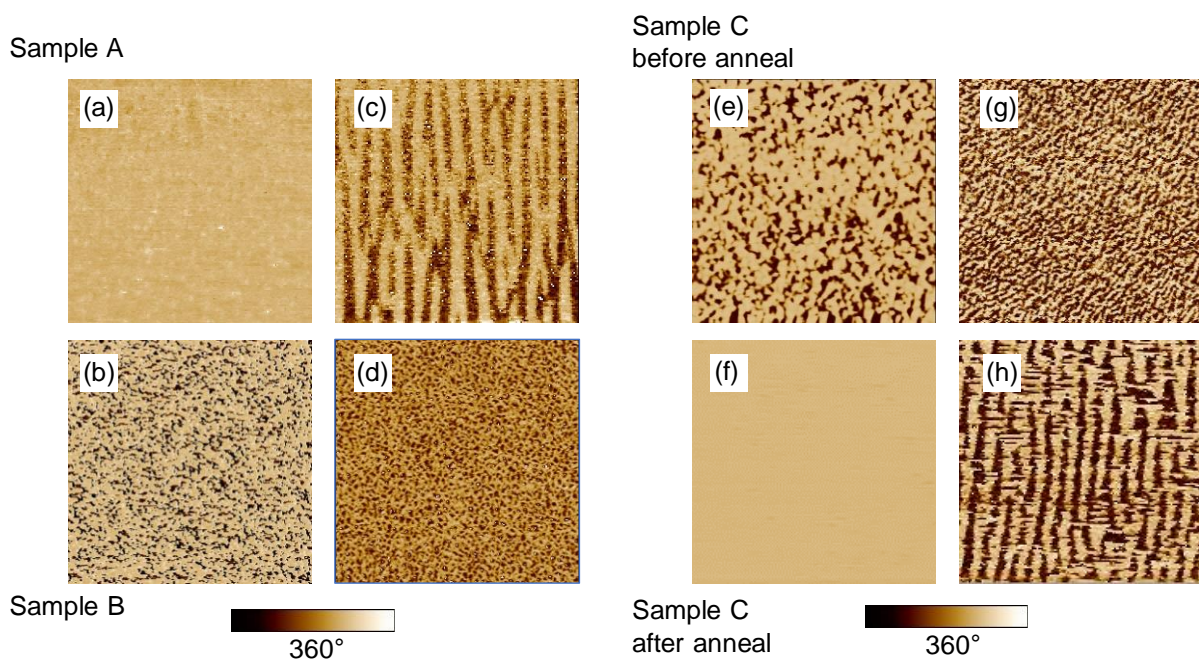 Sample A
Sample C
before anneal
(a)
(c)
(e)
(g)
(b)
(d)
(f)
(h)
Sample B
360°
Sample C
after anneal
360°